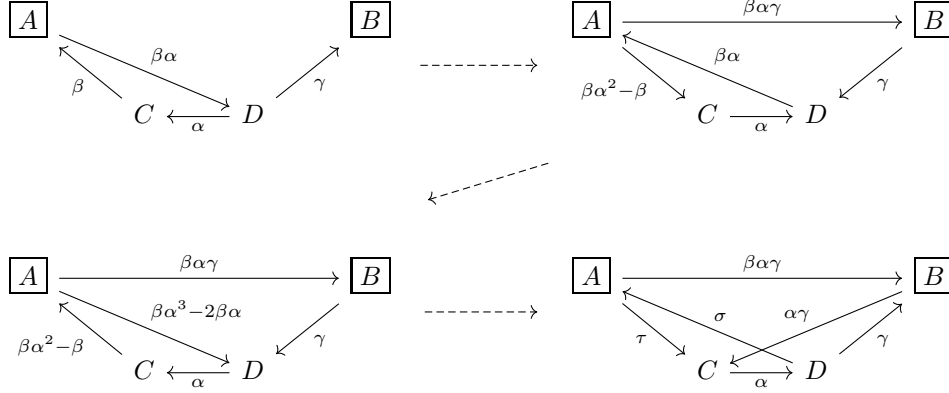 A B A βαγ B
βα βα
β γ βα²−β γ
C α D C α D
A βαγ B A βαγ B
βα³−2βα σ αγ
βα²−β γ τ γ
C α D C α D